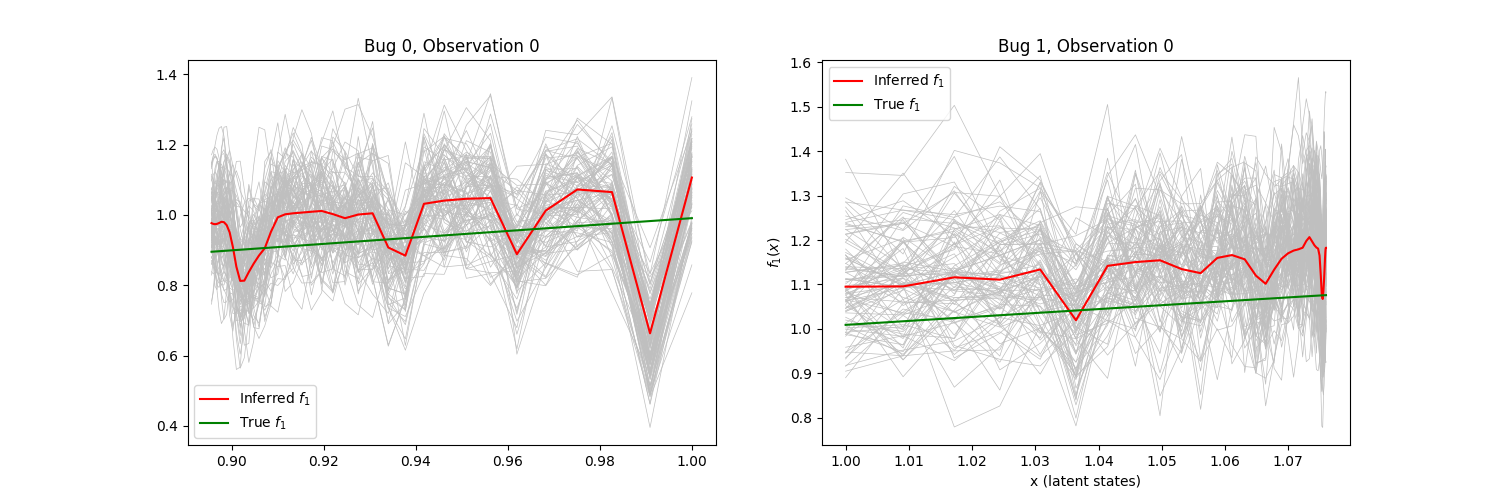 Bug 0, Observation 0
1.4
1.2
1.0
0.8
0.6
0.4
Inferred f₁
True f₁
0.90 0.92 0.94 0.96 0.98 1.00
Bug 1, Observation 0
Inferred f₁
True f₁
1.6
1.5
1.4
1.3
1.2
1.1
1.0
0.9
0.8
f₁(x)
1.00 1.01 1.02 1.03 1.04 1.05 1.06 1.07
x (latent states)